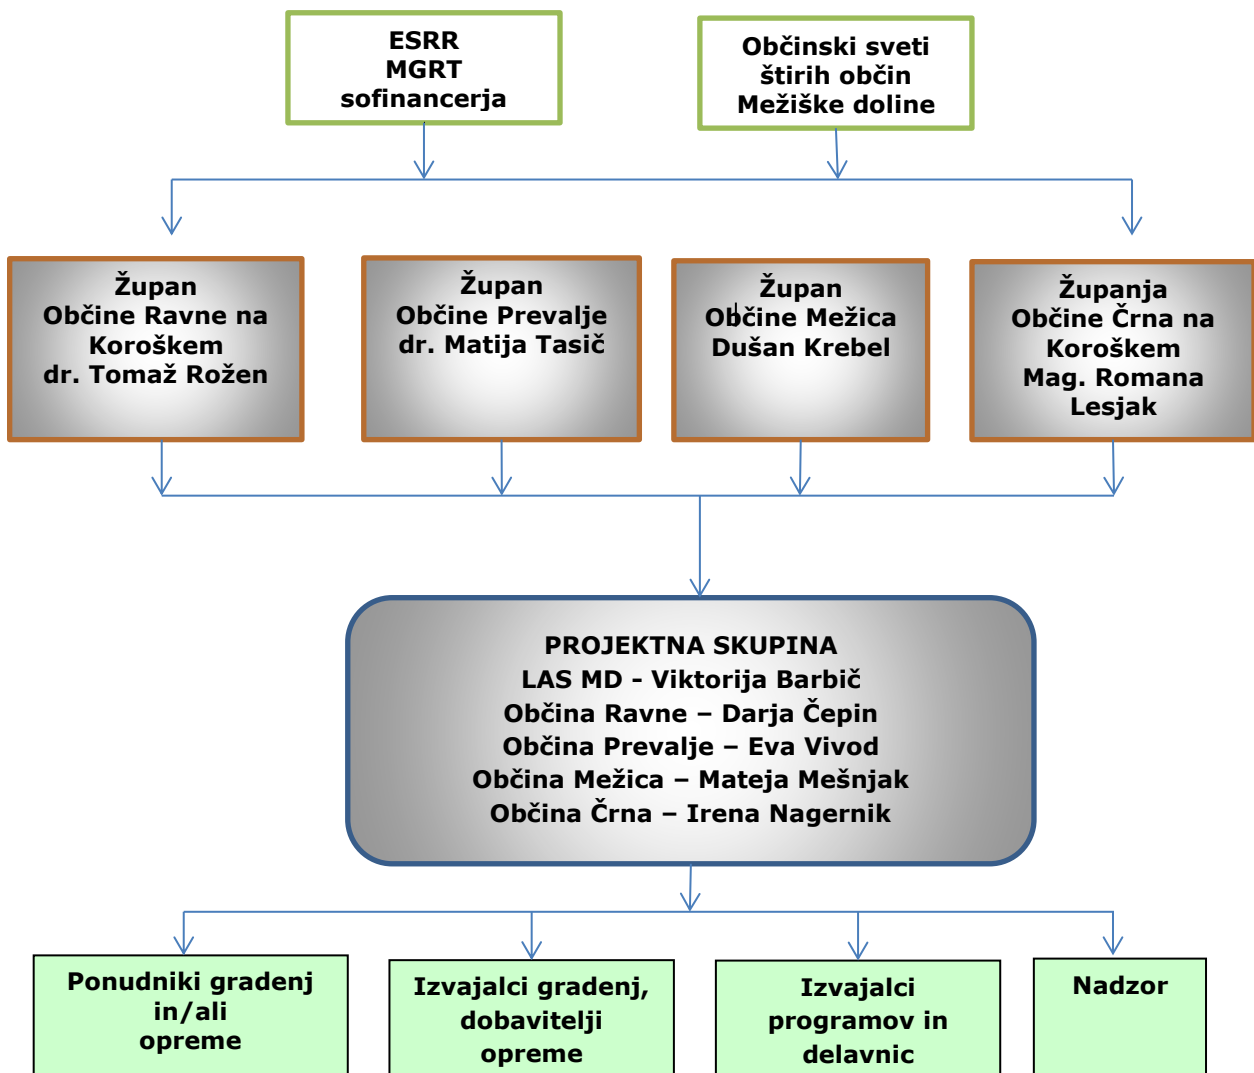 ESRR
MGRT
sofinancerja
Občinski sveti
štirih občin
Mežiške doline
Župan
Občine Ravne na
Koroškem
dr. Tomaž Rožen
Župan
Občine Prevalje
dr. Matija Tasič
Župan
Občine Mežica
Dušan Krebel
Županja
Občine Črna na
Koroškem
Mag. Romana
Lesjak
PROJEKTNA SKUPINA
LAS MD - Viktorija Barbič
Občina Ravne – Darja Čepin
Občina Prevalje – Eva Vivod
Občina Mežica – Mateja Mešnjak
Občina Črna – Irena Nagernik
Ponudniki gradenj
in/ali
opreme
Izvajalci gradenj,
dobavitelji
opreme
Izvajalci
programov in
delavnic
Nadzor